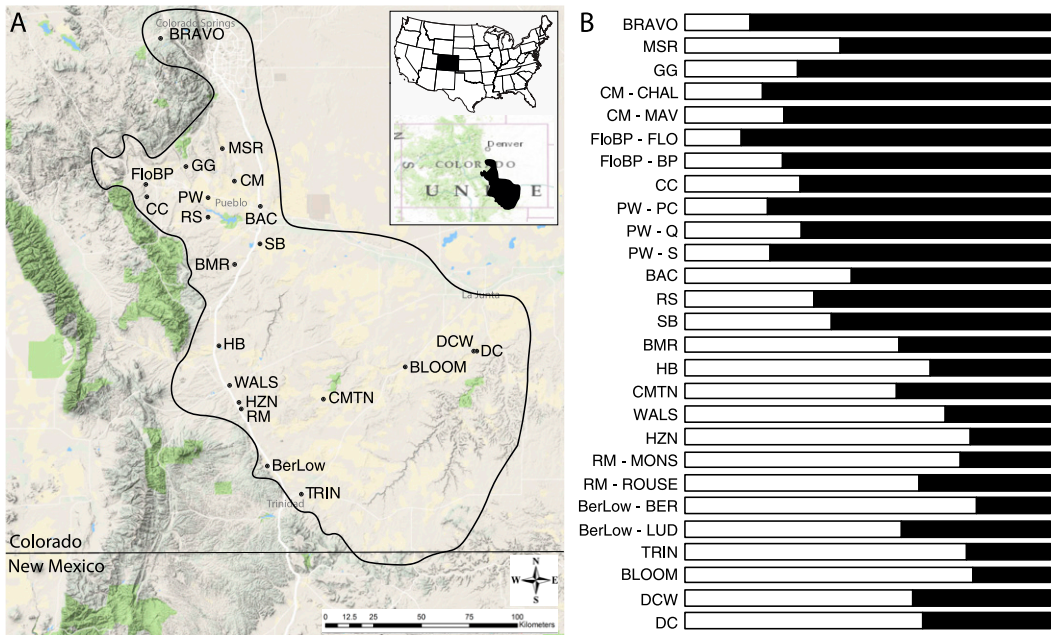 A
Colorado Springs
BRAVO
MSR
GG
FloBP
CM
CC
PW
Pueblo
RS
BAC
SB
BMR
La Junta
HB
DCW
DC
BLOOM
WALS
HZN
CMTN
RM
BerLow
TRIN
Trinidad
Colorado
New Mexico
N
W
E
S
0 12.5 25 50 75 100
Kilometers
N
Denver
S
COLORADO
U N
E
B
BRAVO
MSR
GG
CM - CHAL
CM - MAV
FloBP - FLO
FloBP - BP
CC
PW - PC
PW - Q
PW - S
BAC
RS
SB
BMR
HB
CMTN
WALS
HZN
RM - MONS
RM - ROUSE
BerLow - BER
BerLow - LUD
TRIN
BLOOM
DCW
DC